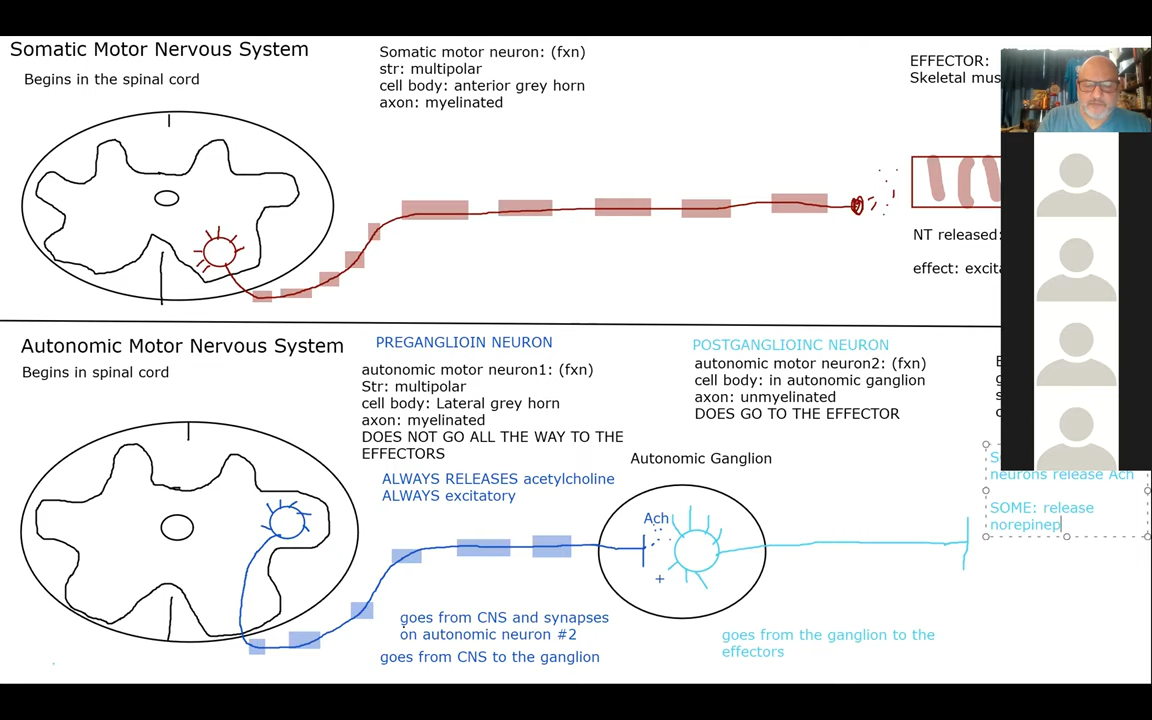 Somatic Motor Nervous System
Begins in the spinal cord
Somatic motor neuron: (fxn)
str: multipolar
cell body: anterior grey horn
axon: myelinated
EFFECTOR:
Skeletal mus
NT released:
effect: excita
Autonomic Motor Nervous System
Begins in spinal cord
PREGANGLIOIN NEURON
autonomic motor neuron1: (fxn)
Str: multipolar
cell body: Lateral grey horn
axon: myelinated
DOES NOT GO ALL THE WAY TO THE
EFFECTORS
ALWAYS RELEASES acetylcholine
ALWAYS excitatory
POSTGANGLIOINC NEURON
autonomic motor neuron2: (fxn)
cell body: in autonomic ganglion
axon: unmyelinated
DOES GO TO THE EFFECTOR
Autonomic Ganglion
Ach
+
neurons release Ach
SOME: release
norepinep
goes from CNS and synapses
on autonomic neuron #2
goes from CNS to the ganglion
goes from the ganglion to the
effectors